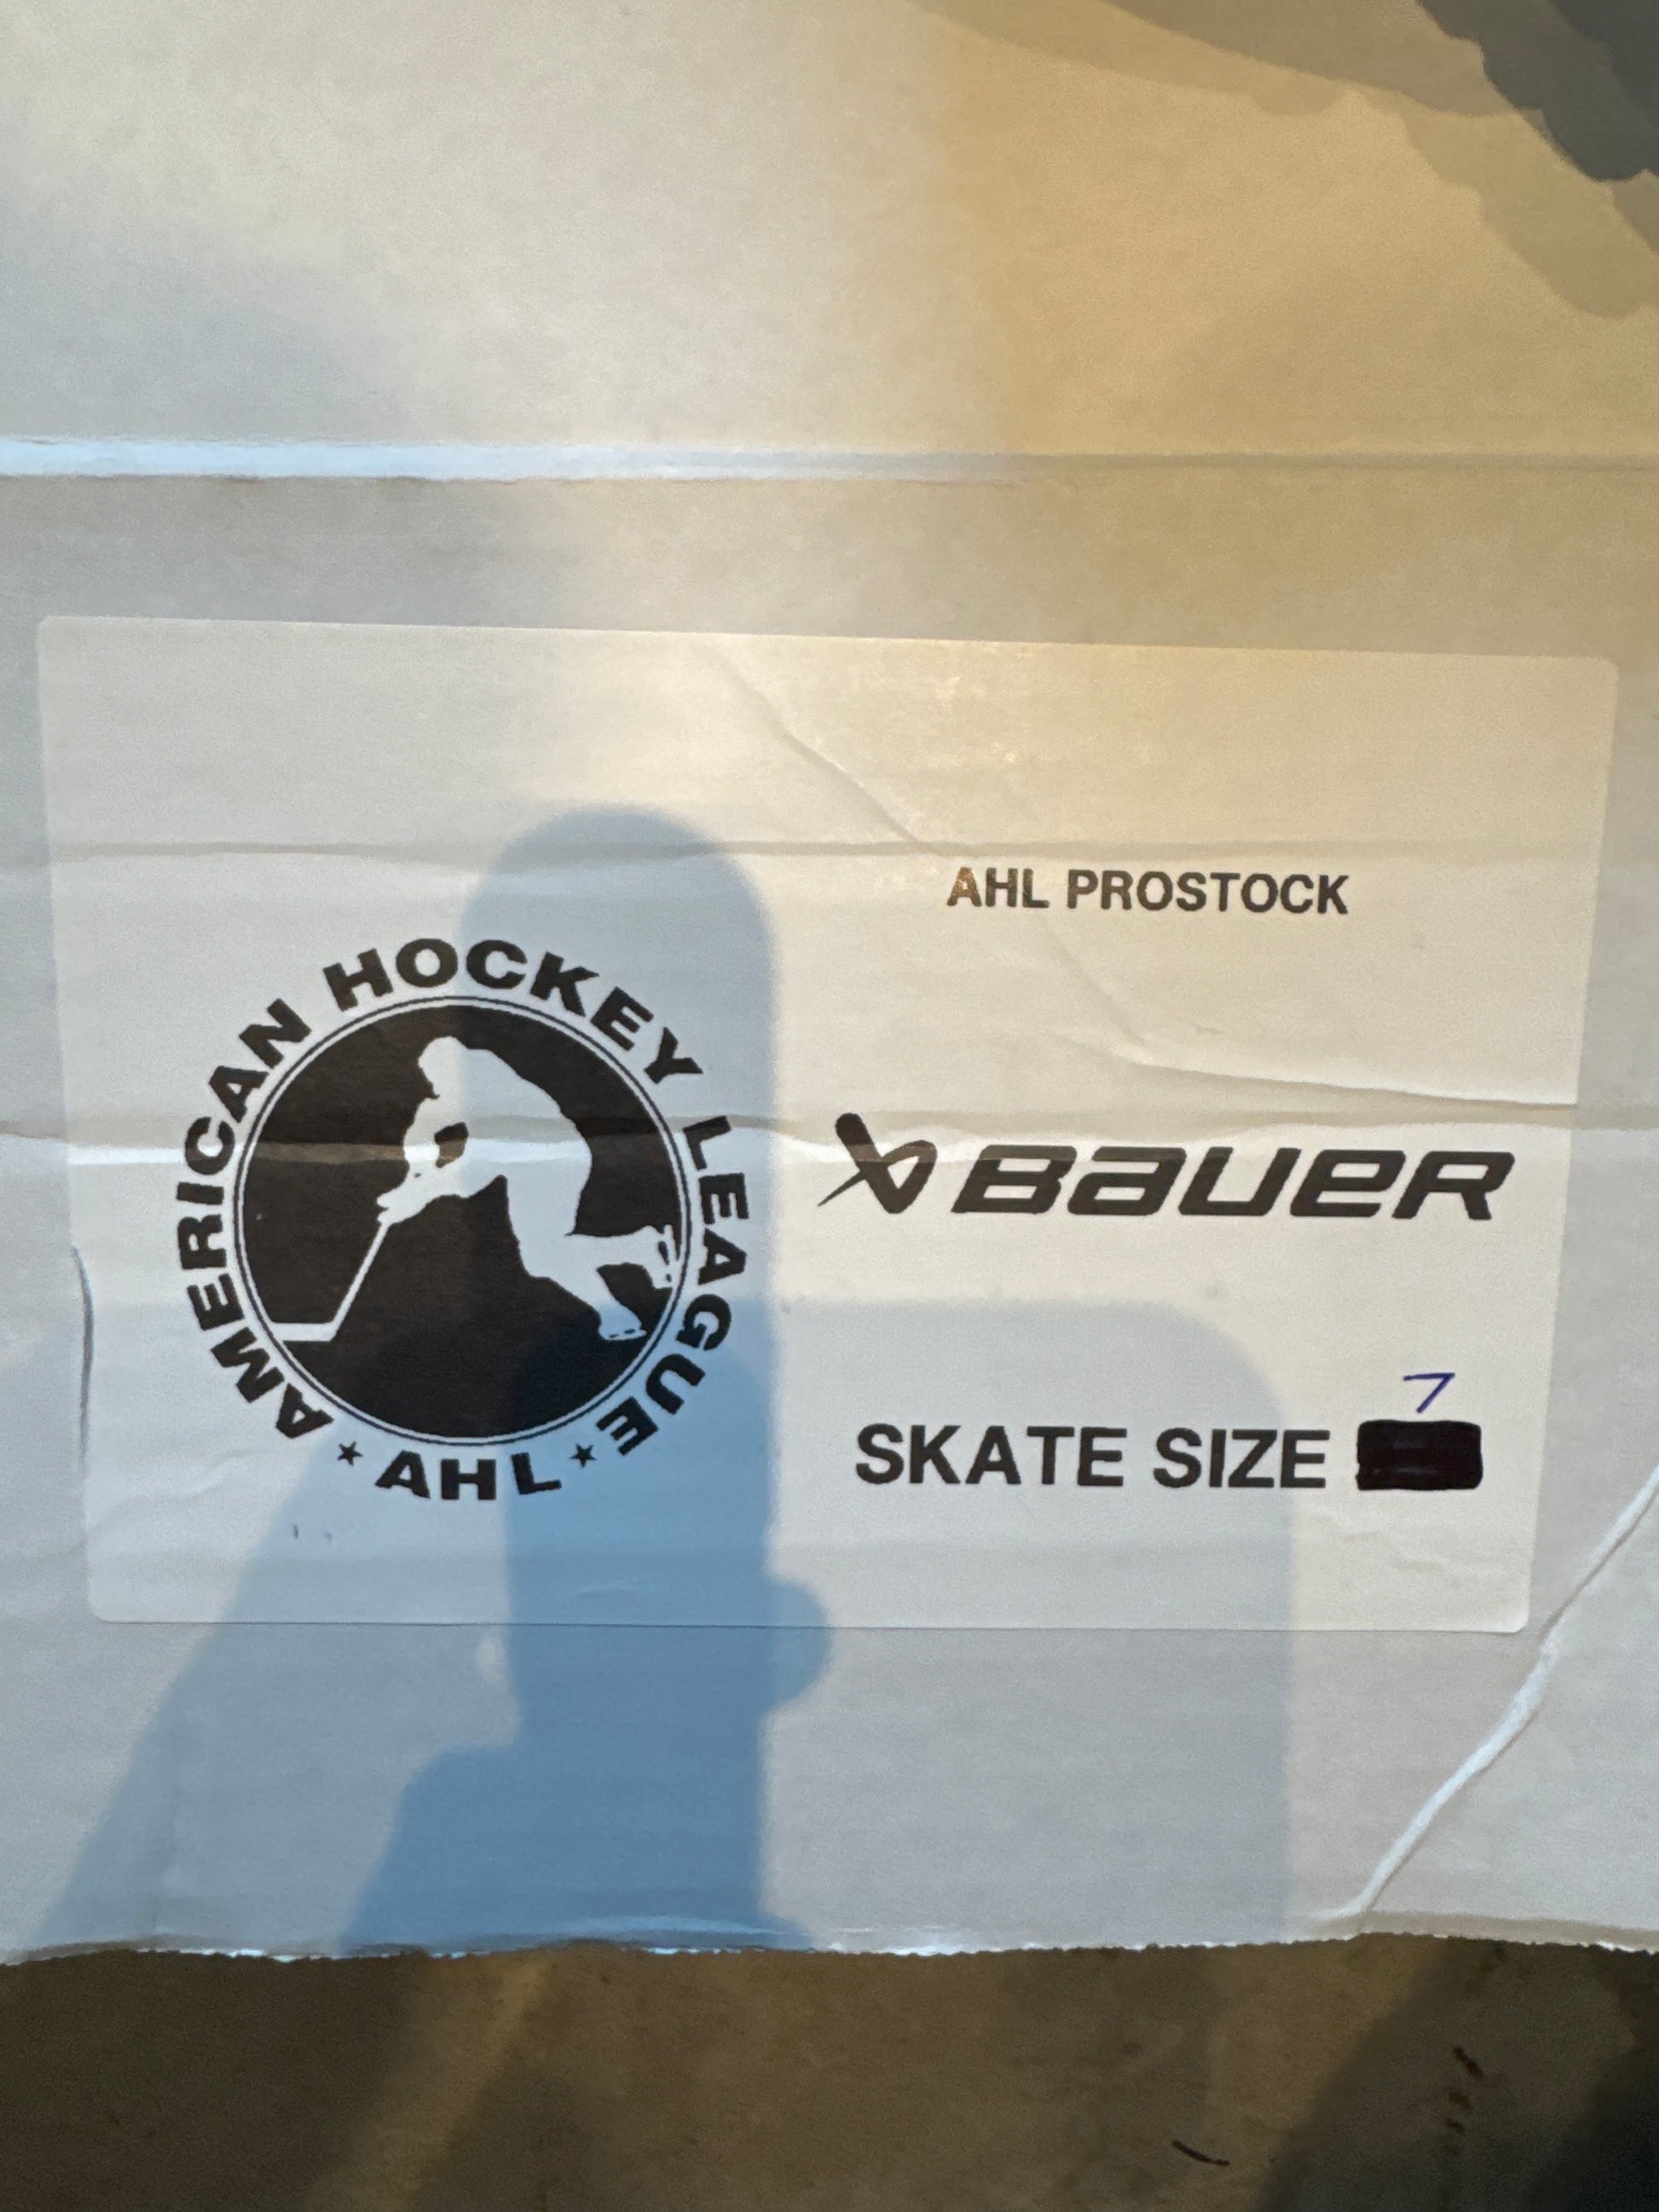 AMERICAN HOCKEY LEAGUE
★ AHL ★
AHL PROSTOCK
BAUER
7
SKATE SIZE